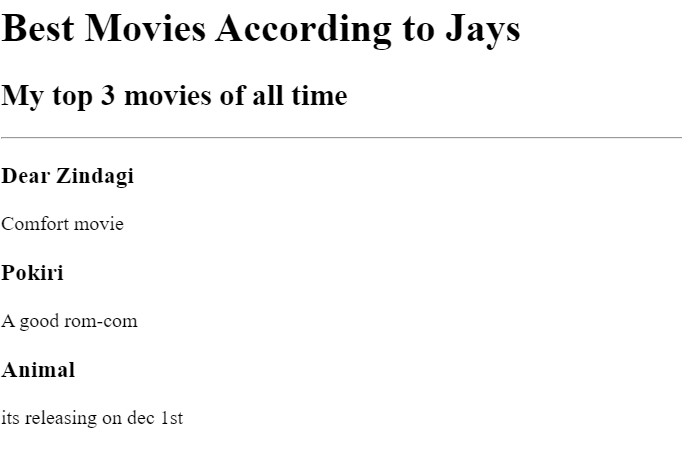 Best Movies According to Jays
My top 3 movies of all time
Dear Zindagi
Comfort movie
Pokiri
A good rom-com
Animal
its releasing on dec 1st